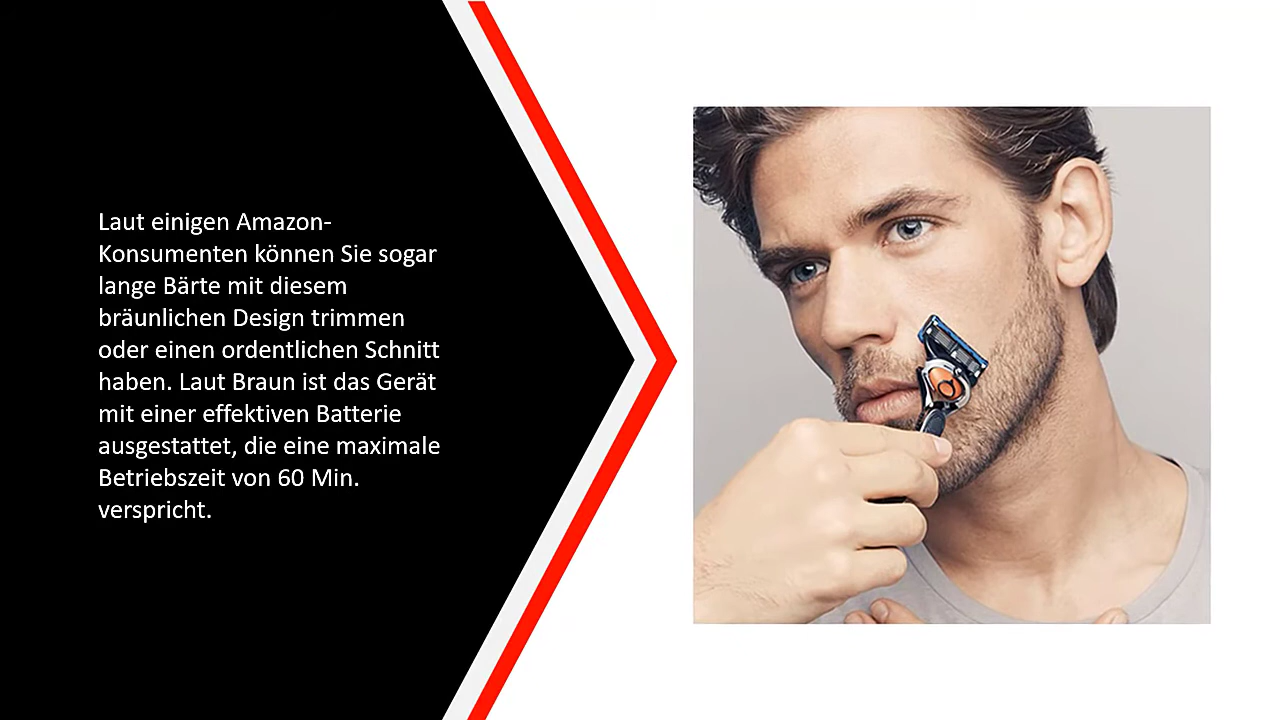 Laut einigen Amazon-
Konsumenten können Sie sogar
lange Bärte mit diesem
bräunlichen Design trimmen
oder einen ordentlichen Schnitt
haben. Laut Braun ist das Gerät
mit einer effektiven Batterie
ausgestattet, die eine maximale
Betriebszeit von 60 Min.
verspricht.